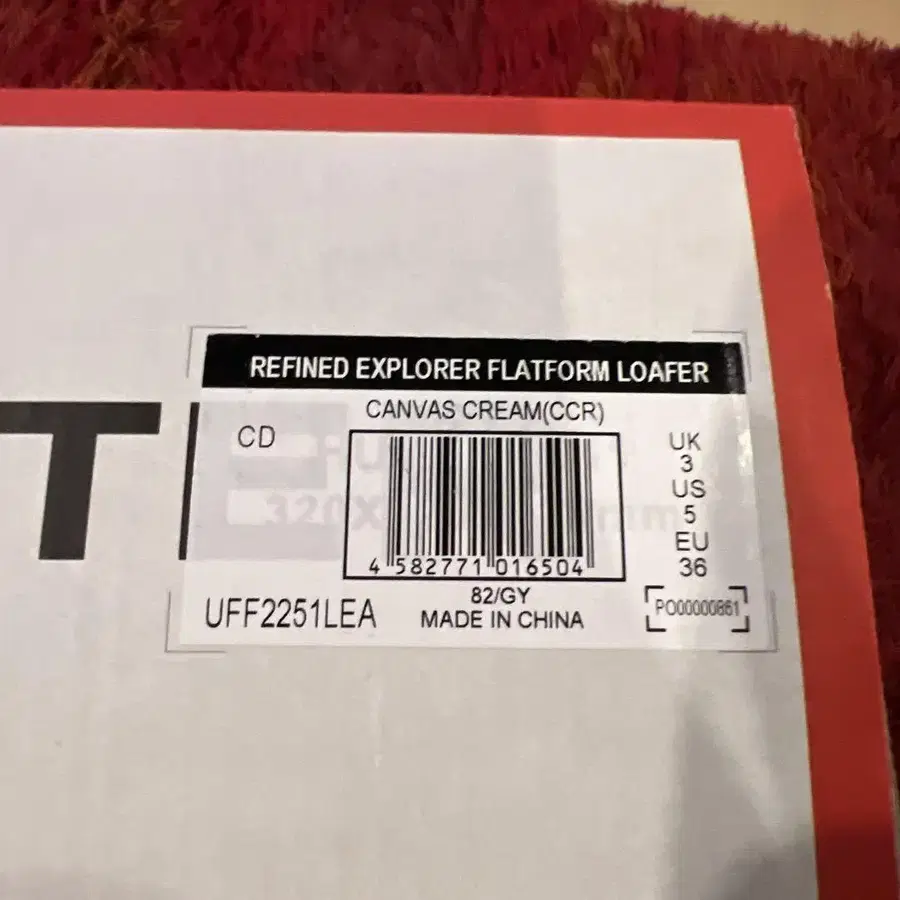 REFINED EXPLORER FLATFORM LOAFER
CANVAS CREAM(CCR)
CD
UK
3
US
5
EU
36
4 582771 016504
82/GY
MADE IN CHINA
UFF2251LEA
PO00000861
T